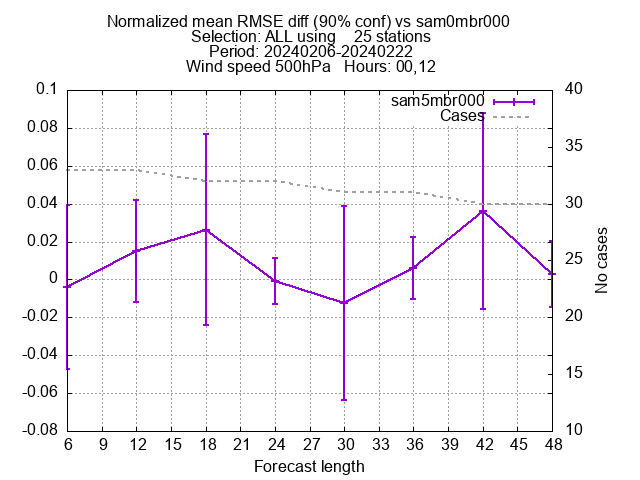 Normalized mean RMSE diff (90% conf) vs sam0mbr000
Selection: ALL using    25 stations
Period: 20240206-20240222
Wind speed 500hPa   Hours: 00,12
sam5mbr000
Cases
0.1
0.08
0.06
0.04
0.02
0
-0.02
-0.04
-0.06
-0.08
40
35
30
25
20
15
10
No cases
6 9 12 15 18 21 24 27 30 33 36 39 42 45 48
Forecast length